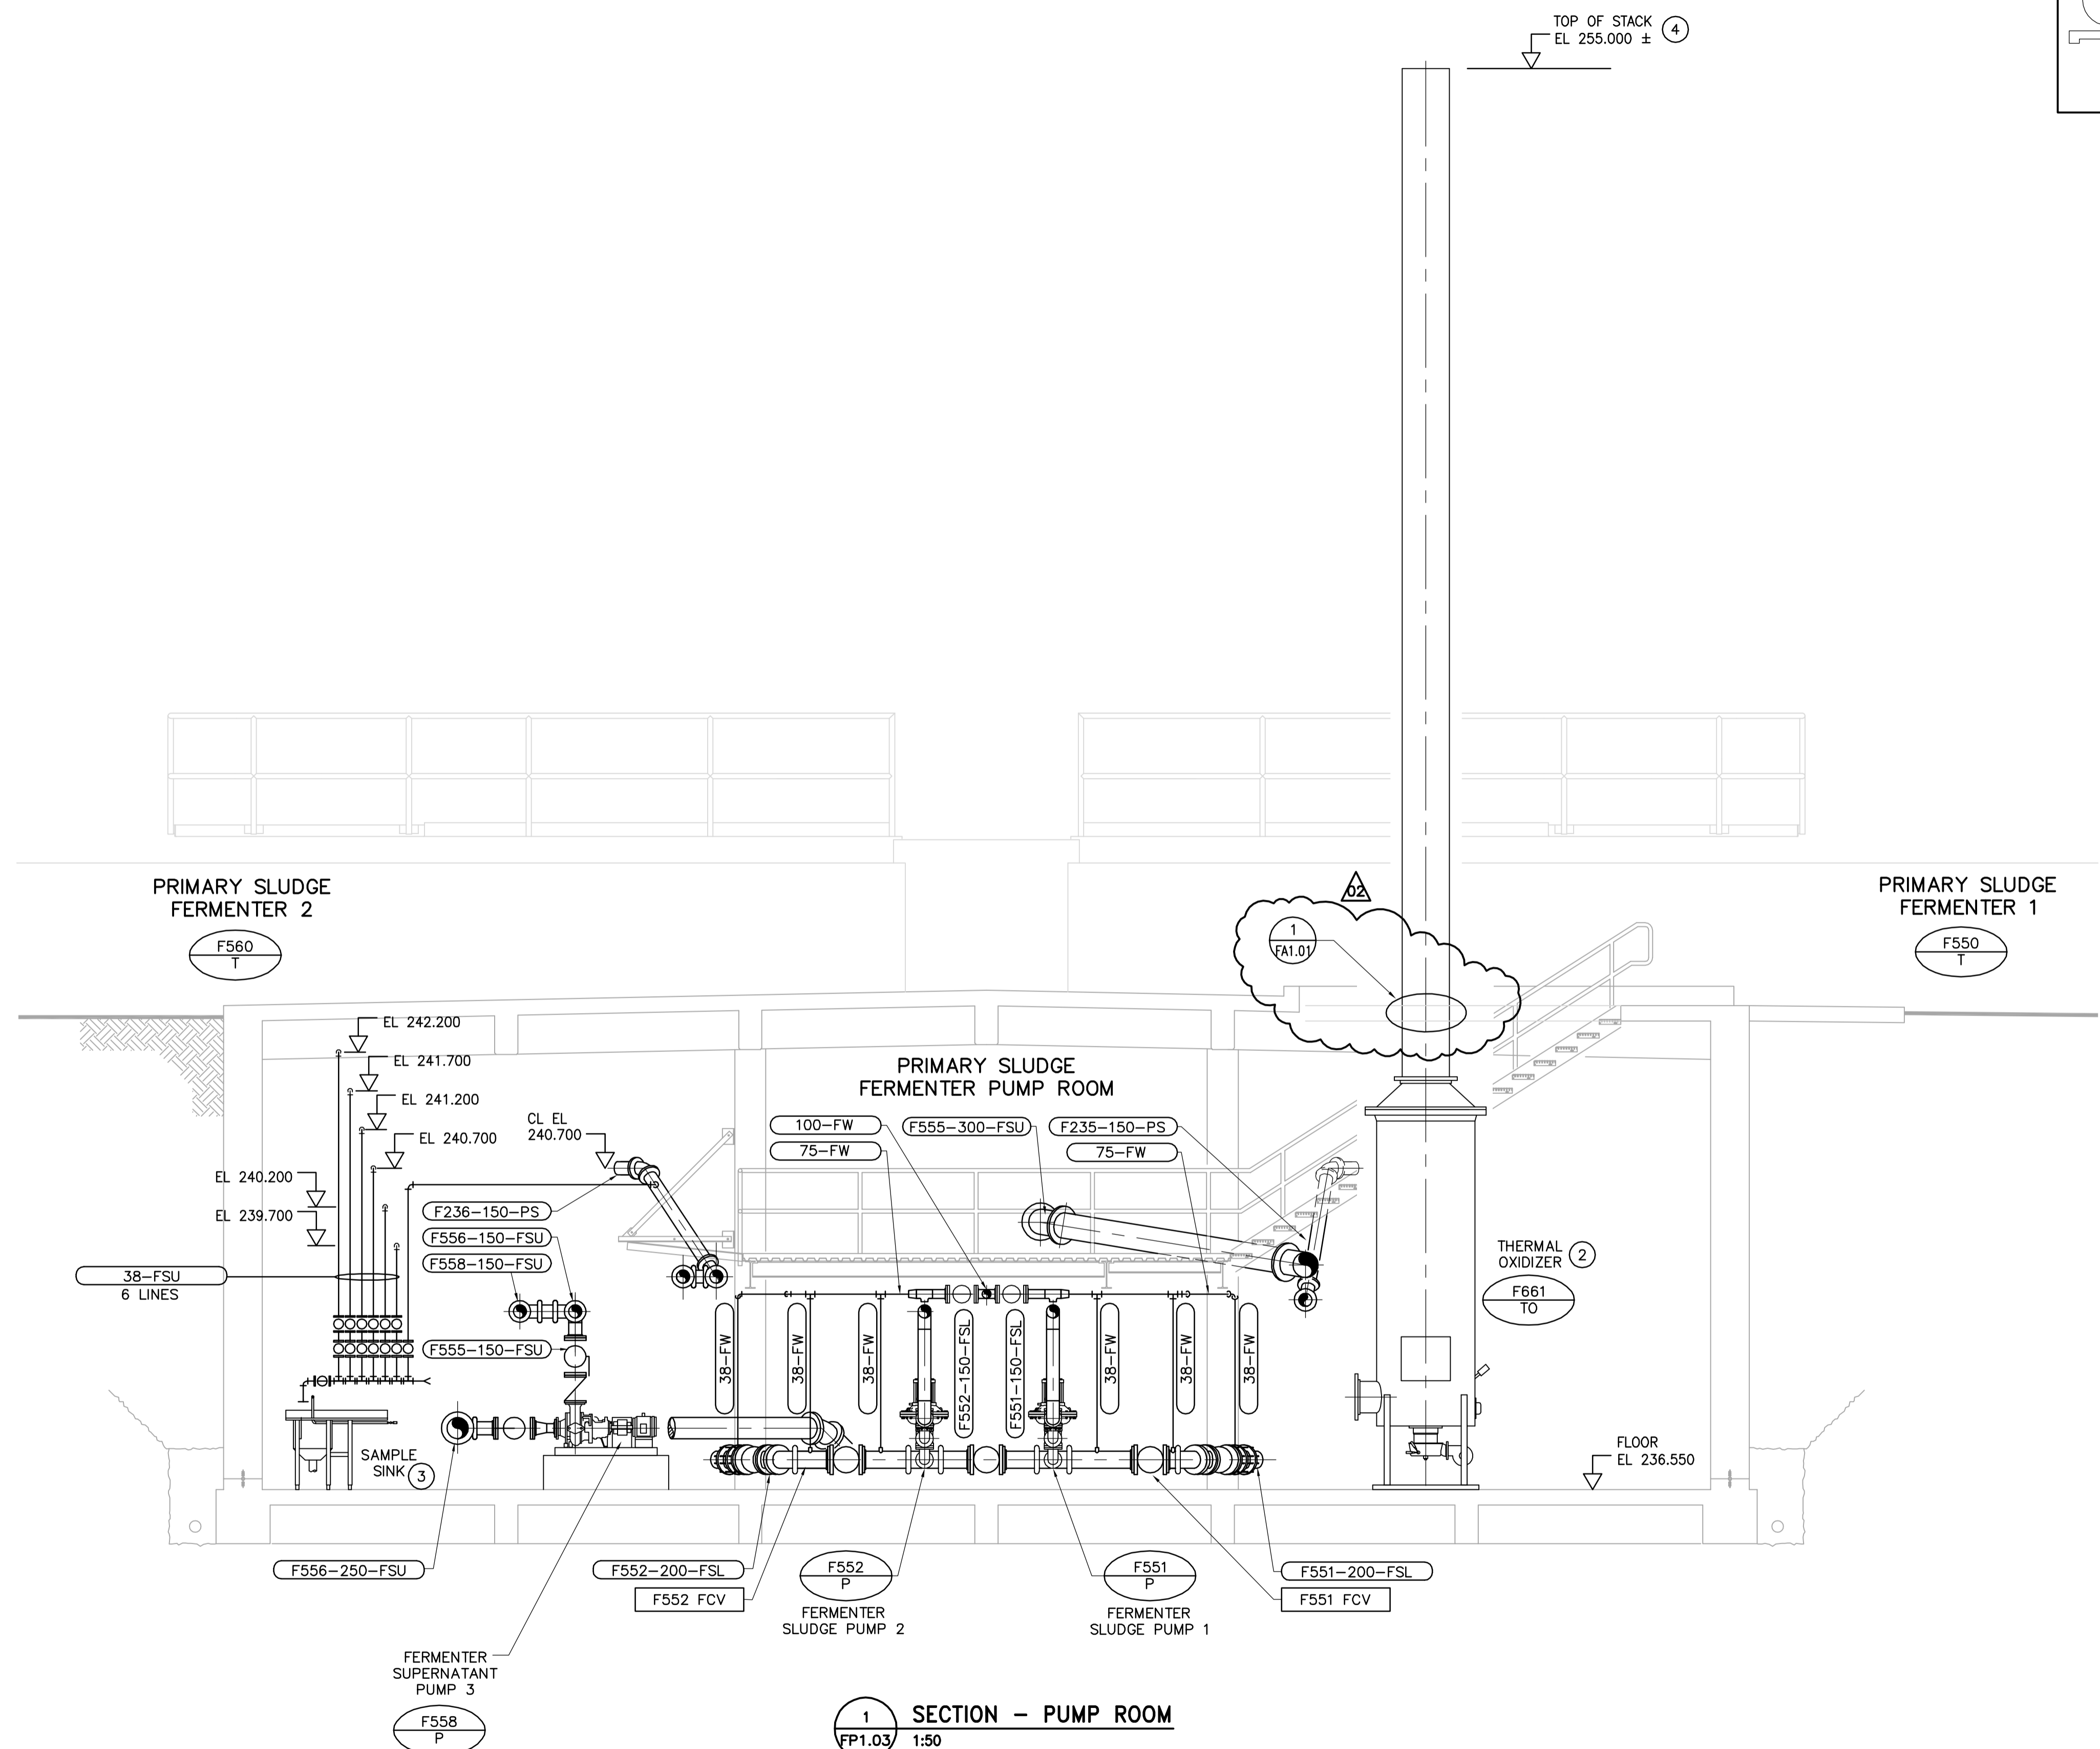 TOP OF STACK
EL 255.000 ±
4
02
1
FA1.01
PRIMARY SLUDGE
FERMENTER 2
F560
T
PRIMARY SLUDGE
FERMENTER 1
F550
T
EL 242.200
EL 241.700
EL 241.200
EL 240.700
EL 240.200
EL 239.700
CL EL
240.700
PRIMARY SLUDGE
FERMENTER PUMP ROOM
100-FW
75-FW
F555-300-FSU
F235-150-PS
75-FW
F236-150-PS
F556-150-FSU
F558-150-FSU
F555-150-FSU
38-FSU
6 LINES
38-FW
38-FW
38-FW
F552-150-FSL
F551-150-FSL
38-FW
38-FW
38-FW
THERMAL
OXIDIZER
2
F661
TO
SAMPLE
SINK
3
FLOOR
EL 236.550
F556-250-FSU
F552-200-FSL
F552 FCV
F552
P
FERMENTER
SLUDGE PUMP 2
F551
P
FERMENTER
SLUDGE PUMP 1
F551-200-FSL
F551 FCV
FERMENTER
SUPERNATANT
PUMP 3
F558
P
1
FP1.03
SECTION - PUMP ROOM
1:50